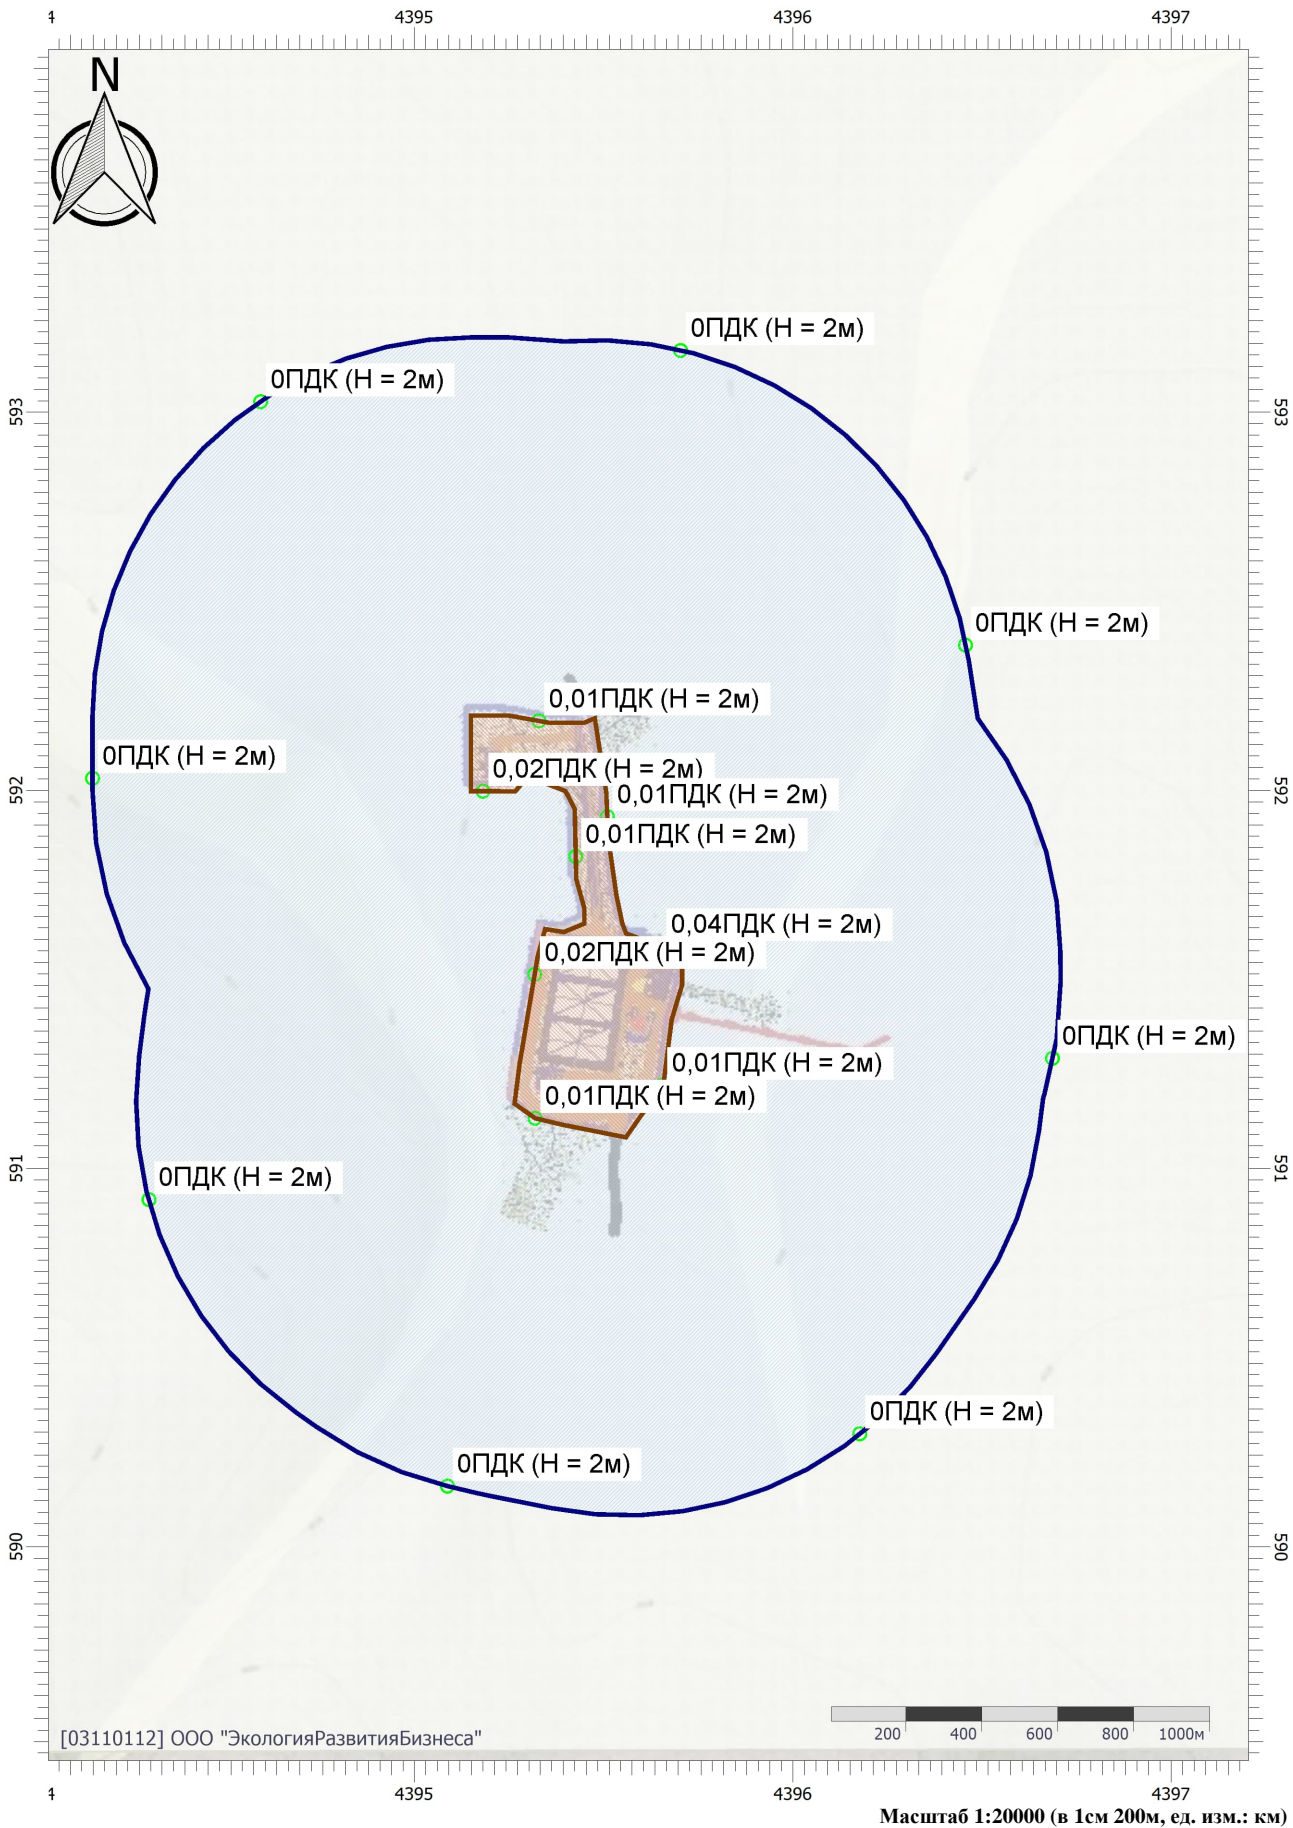 4 4395 4396 4397
N
0ПДК (Н = 2м)
0ПДК (Н = 2м)
593 593
0ПДК (Н = 2м)
0,01ПДК (Н = 2м)
0ПДК (Н = 2м)
0,02ПДК (Н = 2м)
592 592
0,01ПДК (Н = 2м)
0,01ПДК (Н = 2м)
0,04ПДК (Н = 2м)
0,02ПДК (Н = 2м)
0ПДК (Н = 2м)
0,01ПДК (Н = 2м)
0,01ПДК (Н = 2м)
591 591
0ПДК (Н = 2м)
0ПДК (Н = 2м)
0ПДК (Н = 2м)
590 590
[03110112] ООО "ЭкологияРазвитияБизнеса"
200 400 600 800 1000м
4 4395 4396 4397
Масштаб 1:20000 (в 1см 200м, ед. изм.: км)